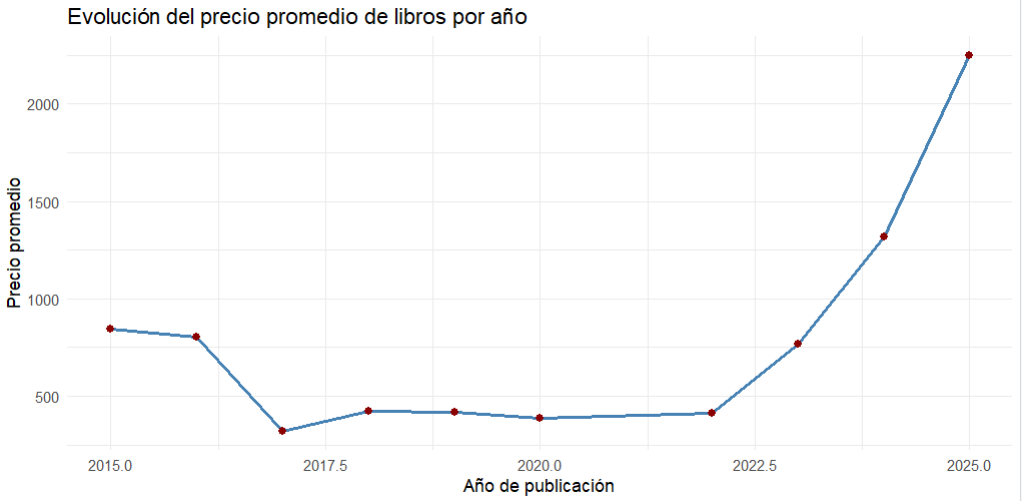 Evolución del precio promedio de libros por año
Precio promedio
2000
1500
1000
500
2015.0 2017.5 2020.0 2022.5 2025.0
Año de publicación